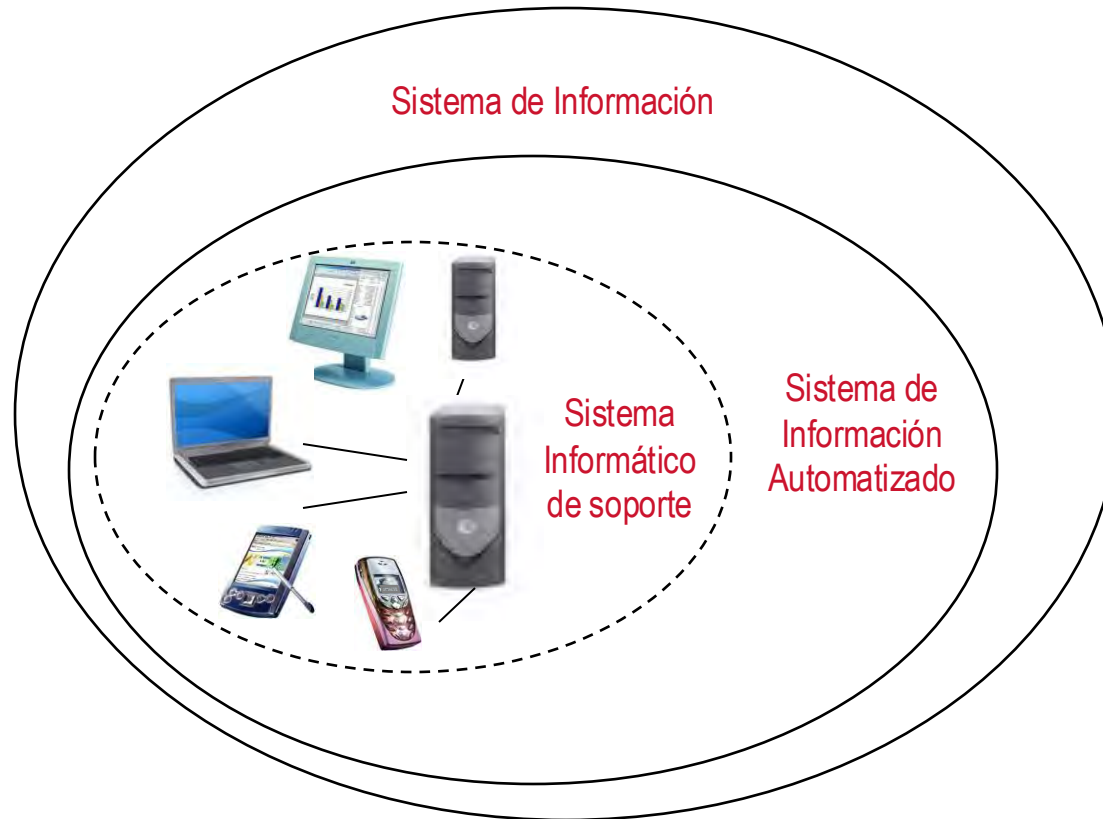 Sistema de Información
Sistema
Informático
de soporte
Sistema de
Información
Automatizado